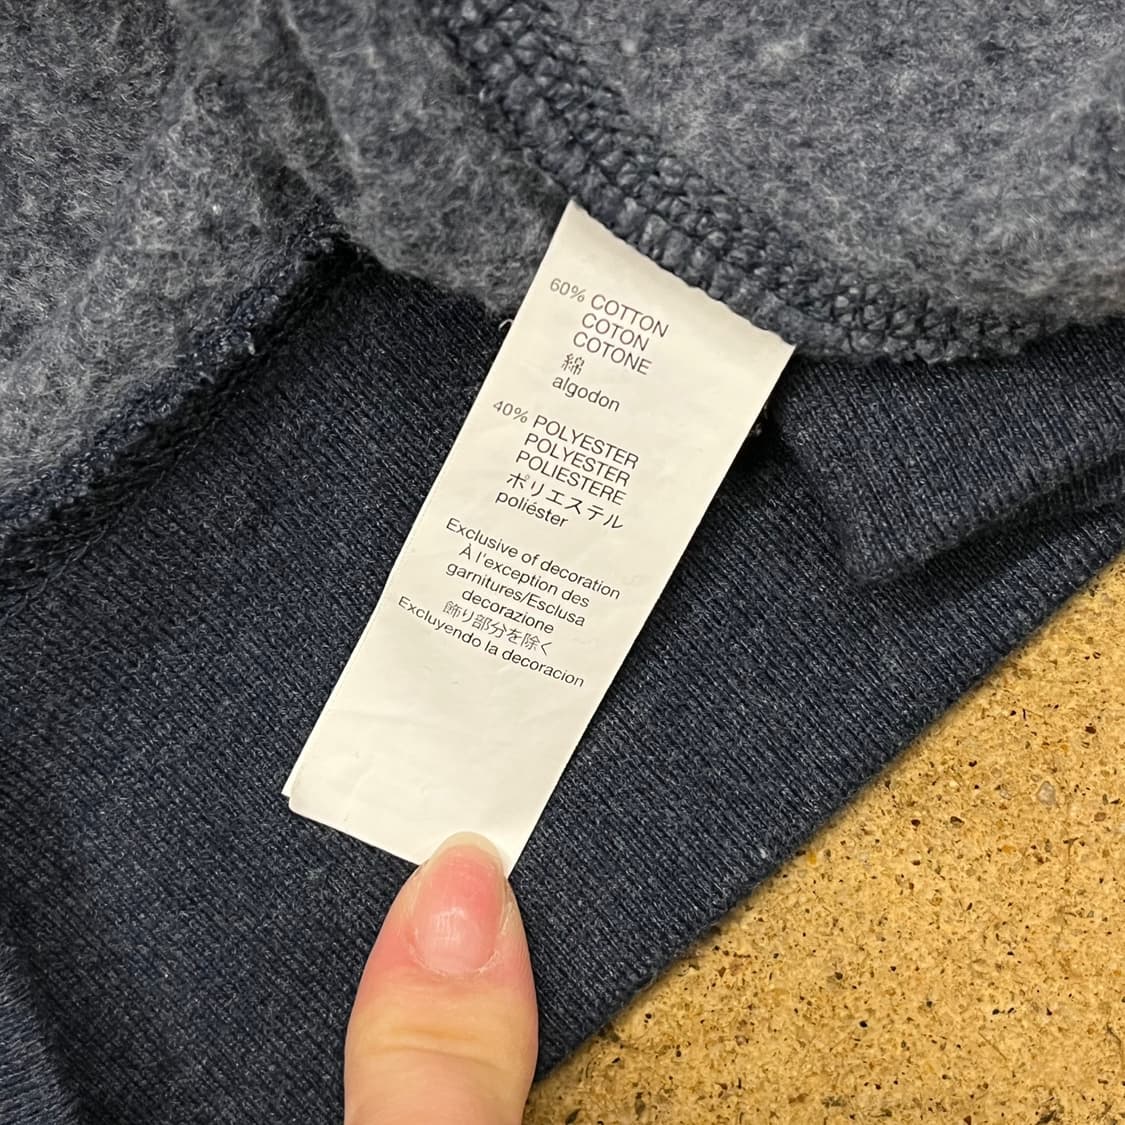 60% COTTON
COTON
COTONE
綿
algodon
40% POLYESTER
POLYESTER
POLIESTERE
ポリエステル
poliéster
Exclusive of decoration
À l'exception des
garnitures/Esclusa
decorazione
飾り部分を除く
Excluyendo la decoracion